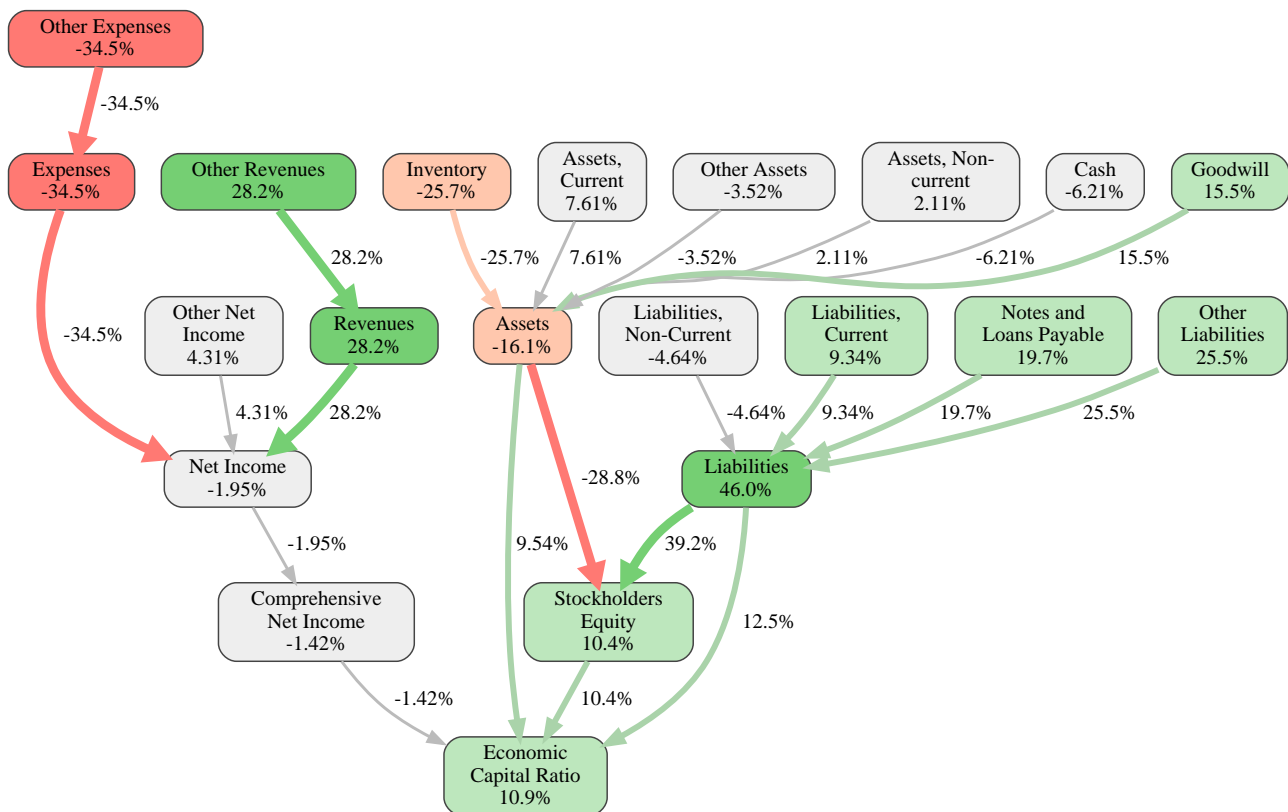 Other Expenses
-34.5%
-34.5%
Expenses
-34.5%
Other Revenues
28.2%
Inventory
-25.7%
Assets,
Current
7.61%
Other Assets
-3.52%
Assets, Non-
current
2.11%
Cash
-6.21%
Goodwill
15.5%
28.2%
-25.7%
7.61%
-3.52%
2.11%
-6.21%
15.5%
-34.5%
Other Net
Income
4.31%
Revenues
28.2%
Assets
-16.1%
Liabilities,
Non-Current
-4.64%
Liabilities,
Current
9.34%
Notes and
Loans Payable
19.7%
Other
Liabilities
25.5%
4.31%
28.2%
-4.64%
9.34%
19.7%
25.5%
Net Income
-1.95%
-28.8%
Liabilities
46.0%
-1.95%
9.54%
39.2%
Comprehensive
Net Income
-1.42%
Stockholders
Equity
10.4%
12.5%
-1.42%
10.4%
Economic
Capital Ratio
10.9%